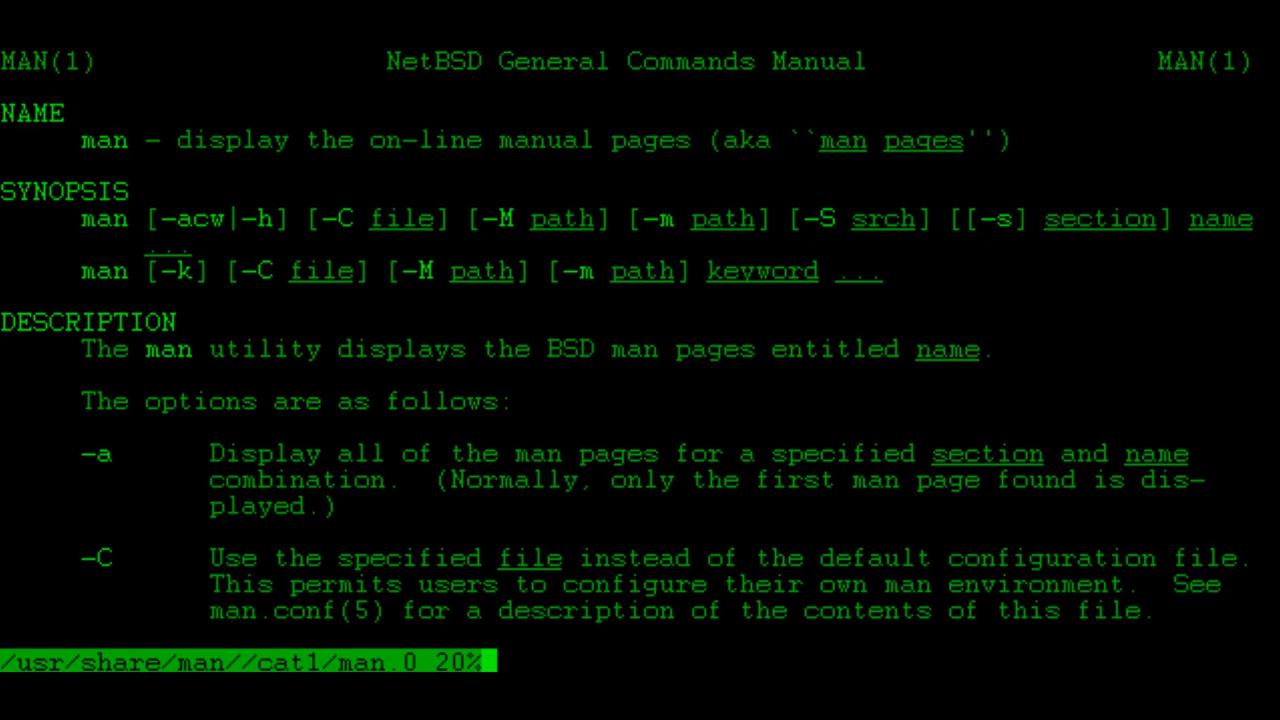 MAN(1) NetBSD General Commands Manual MAN(1)
NAME
man - display the on-line manual pages (aka ``man pages'')
SYNOPSIS
man [-acw|-h] [-C file] [-M path] [-m path] [-S srch] [[-s] section] name
...
man [-k] [-C file] [-M path] [-m path] keyword ...
DESCRIPTION
The man utility displays the BSD man pages entitled name.
The options are as follows:
-a Display all of the man pages for a specified section and name
combination. (Normally, only the first man page found is dis-
played.)
-C Use the specified file instead of the default configuration file.
This permits users to configure their own man environment. See
man.conf(5) for a description of the contents of this file.
/usr/share/man//cat1/man.0 20%